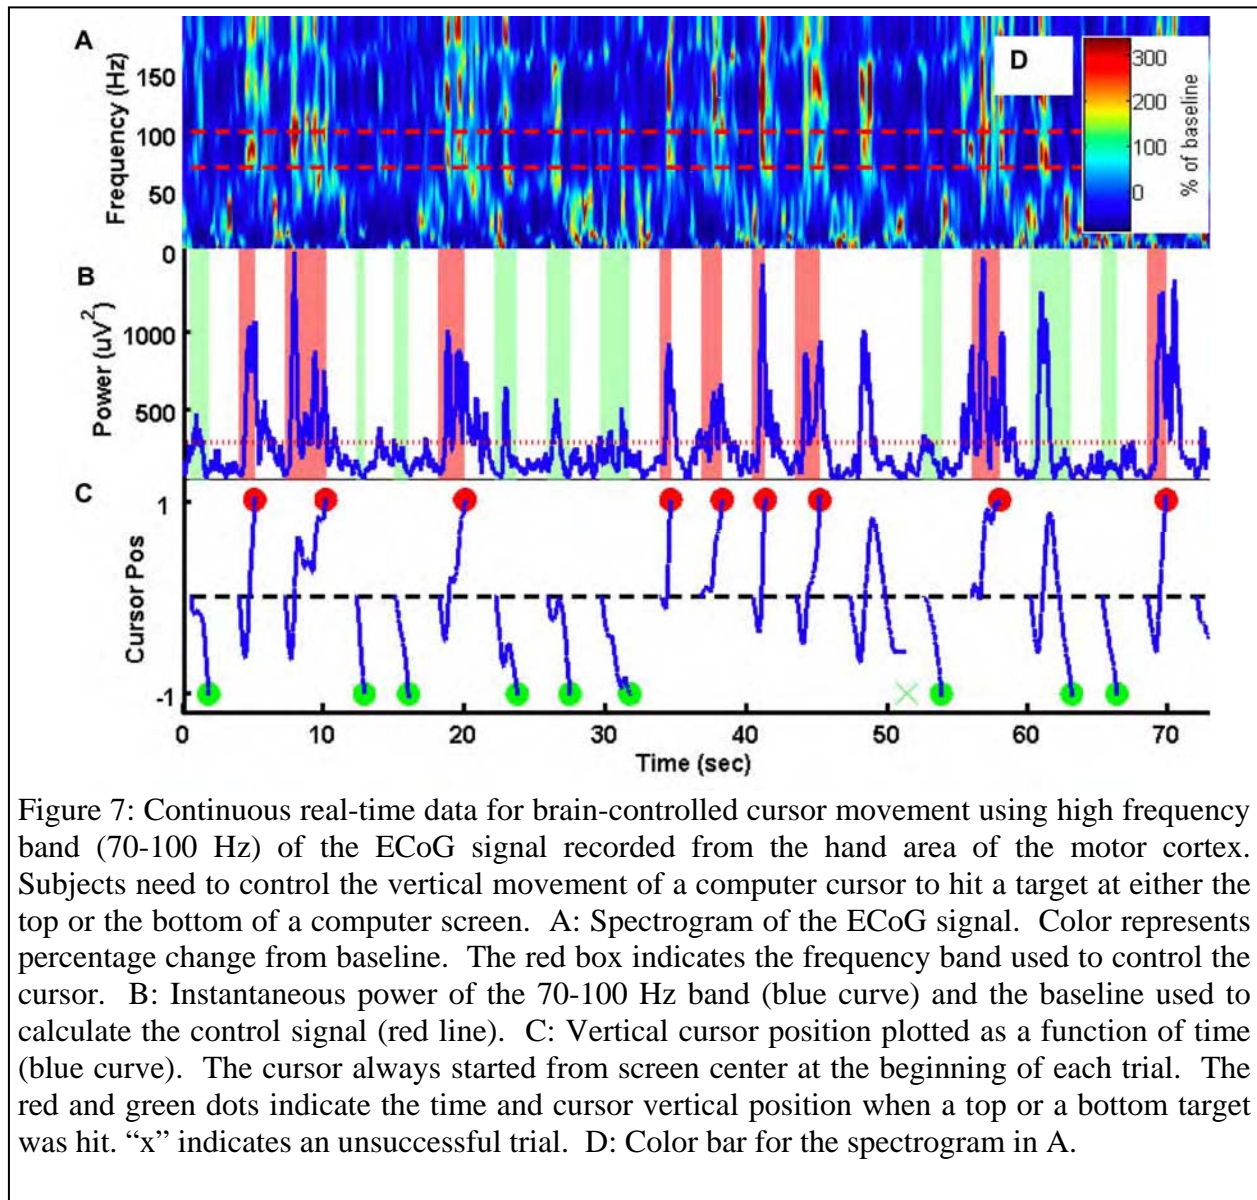 A
D
Frequency (Hz)
150
100
50
0
300
200
100
0
% of baseline
B
Power (uV2)
1000
500
C
Cursor Pos
1
-1
0 10 20 30 40 50 60 70
Time (sec)
Figure 7: Continuous real-time data for brain-controlled cursor movement using high frequency
band (70-100 Hz) of the ECoG signal recorded from the hand area of the motor cortex.
Subjects need to control the vertical movement of a computer cursor to hit a target at either the
top or the bottom of a computer screen. A: Spectrogram of the ECoG signal. Color represents
percentage change from baseline. The red box indicates the frequency band used to control the
cursor. B: Instantaneous power of the 70-100 Hz band (blue curve) and the baseline used to
calculate the control signal (red line). C: Vertical cursor position plotted as a function of time
(blue curve). The cursor always started from screen center at the beginning of each trial. The
red and green dots indicate the time and cursor vertical position when a top or a bottom target
was hit. “x” indicates an unsuccessful trial. D: Color bar for the spectrogram in A.